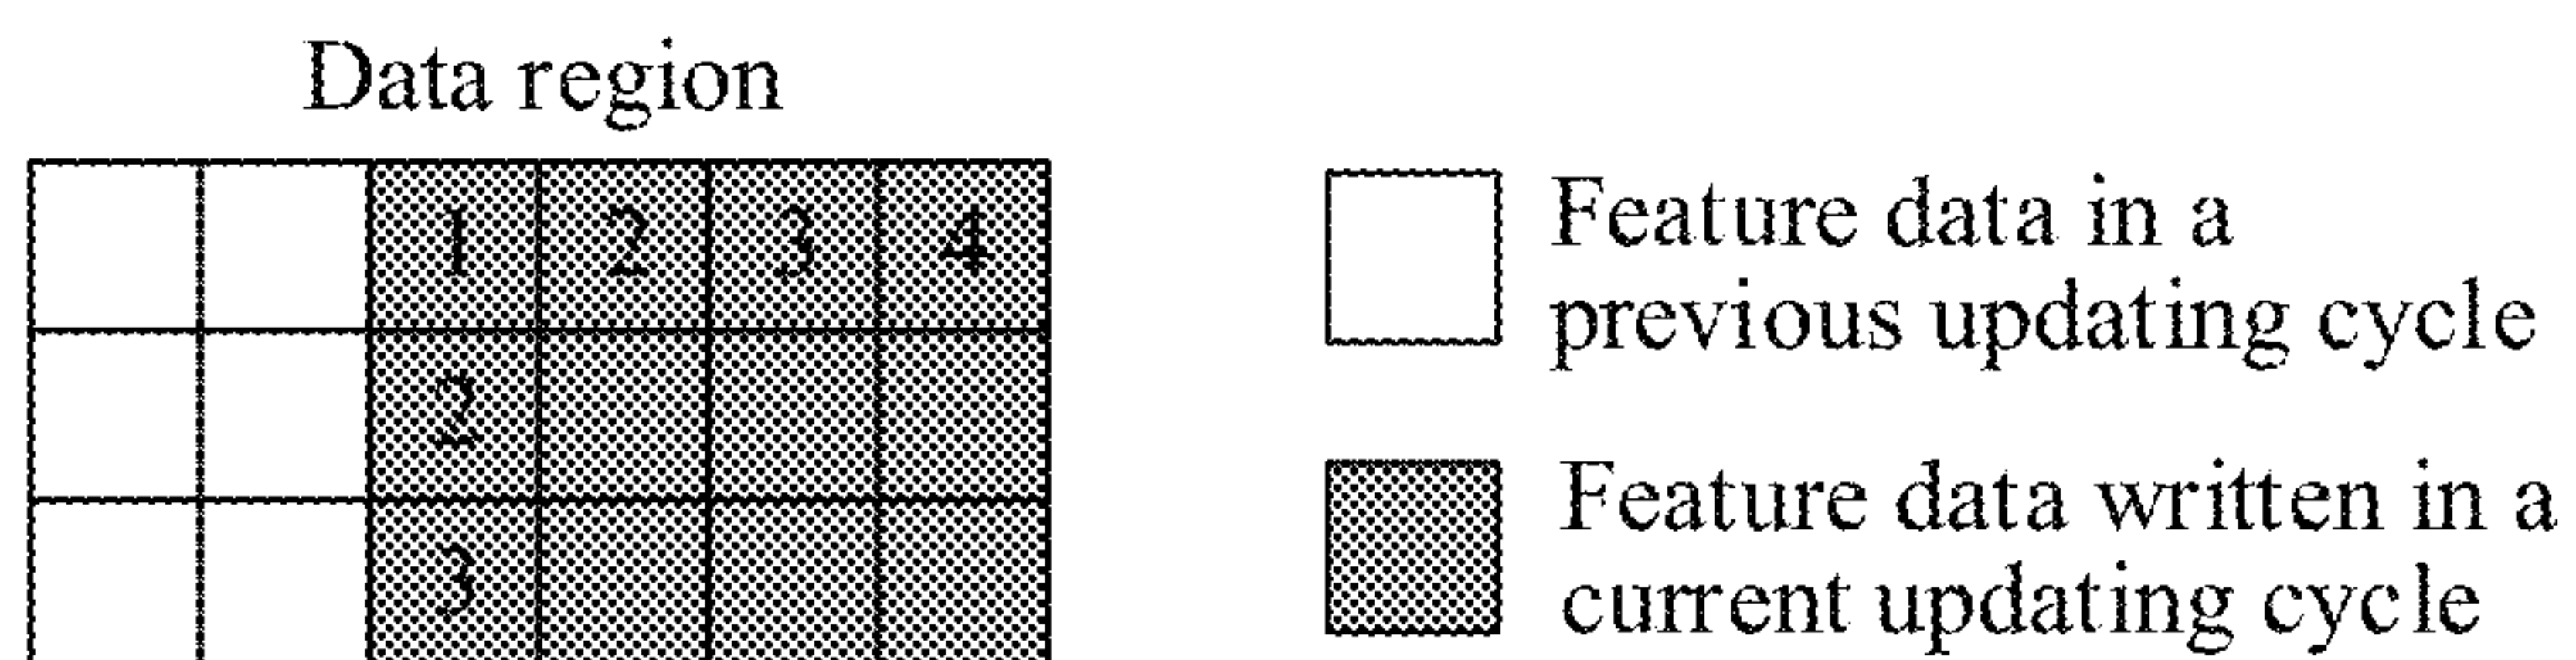 Data region
1 2 3 4
2
3
Feature data in a
previous updating cycle
Feature data written in a
current updating cycle